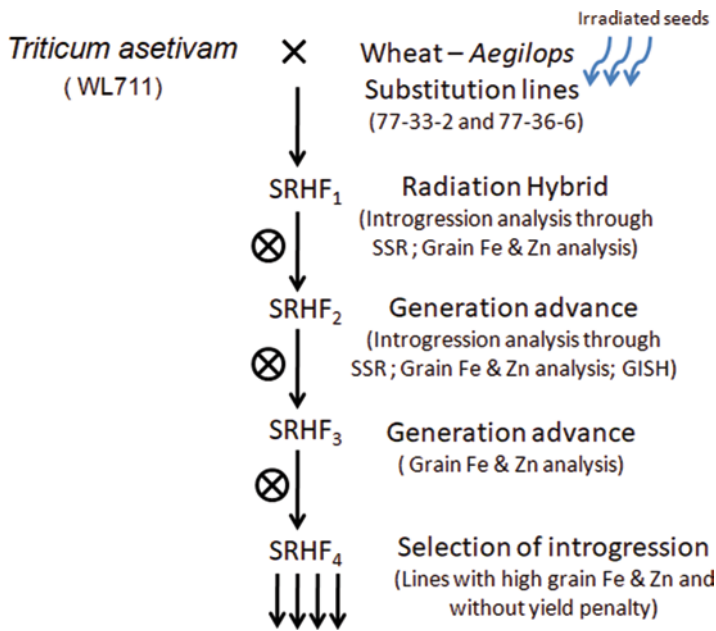 Irradiated seeds
Triticum asetivam × Wheat – Aegilops
(WL711) Substitution lines
(77-33-2 and 77-36-6)
SRHF1 Radiation Hybrid
(Introgression analysis through
SSR ; Grain Fe & Zn analysis)
SRHF2 Generation advance
(Introgression analysis through
SSR ; Grain Fe & Zn analysis; GISH)
SRHF3 Generation advance
( Grain Fe & Zn analysis)
SRHF4 Selection of introgression
(Lines with high grain Fe & Zn and
without yield penalty)